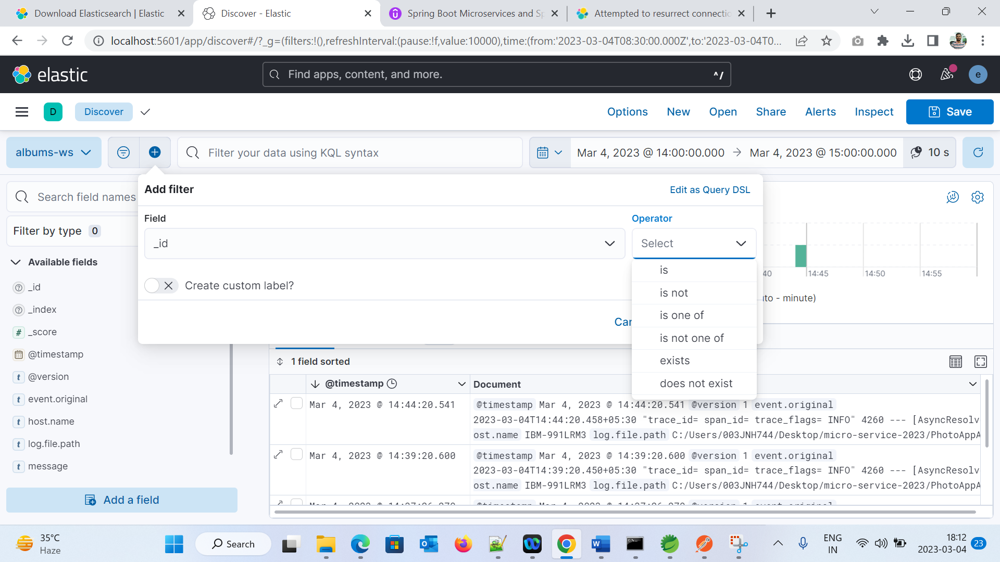 Download Elasticsearch | Elastic
Discover - Elastic
Spring Boot Microservices and Sp
Attempted to resurrect connectio
localhost:5601/app/discover#/?_g=(filters:!(),refreshInterval:(pause:!f,value:10000),time:(from:'2023-03-04T08:30:00.000Z',to:'2023-03-04T0...
elastic
Find apps, content, and more.
^/
e
D
Discover
Options
New
Open
Share
Alerts
Inspect
Save
albums-ws
Filter your data using KQL syntax
Mar 4, 2023 @ 14:00:00.000 → Mar 4, 2023 @ 15:00:00.000
10 s
Search field names
Add filter
Edit as Query DSL
Filter by type 0
Field
Operator
_id
Select
is
is not
is one of
is not one of
exists
does not exist
Create custom label?
Can
40
14:45
14:50
14:55
to - minute)
Available fields
_id
_index
# _score
@timestamp
t @version
t event.original
t host.name
t log.file.path
t message
Add a field
1 field sorted
@timestamp
Document
Mar 4, 2023 @ 14:44:20.541
@timestamp Mar 4, 2023 @ 14:44:20.541 @version 1 event.original
2023-03-04T14:44:20.458+05:30 "trace_id= span_id= trace_flags= INFO" 4260 --- [AsyncResolv
ost.name IBM-991LRM3 log.file.path C:/Users/003JNH744/Desktop/micro-service-2023/PhotoAppA
Mar 4, 2023 @ 14:39:20.600
@timestamp Mar 4, 2023 @ 14:39:20.600 @version 1 event.original
2023-03-04T14:39:20.450+05:30 "trace_id= span_id= trace_flags= INFO" 4260 --- [AsyncResolv
ost.name IBM-991LRM3 log.file.path C:/Users/003JNH744/Desktop/micro-service-2023/PhotoAppA
35°C
Haze
Search
ENG
IN
18:12
2023-03-04
23